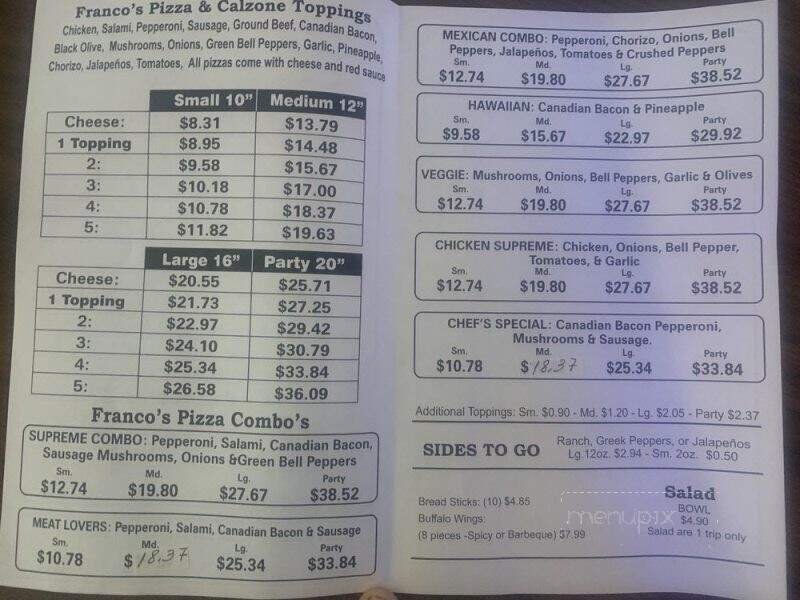 Franco's Pizza & Calzone Toppings
Chicken, Salami, Pepperoni, Sausage, Ground Beef, Canadian Bacon,
Black Olive, Mushrooms, Onions, Green Bell Peppers, Garlic, Pineapple,
Chorizo, Jalapeños, Tomatoes, All pizzas come with cheese and red sauce
Small 10” Medium 12”
Cheese: $8.31 $13.79
1 Topping $8.95 $14.48
2: $9.58 $15.67
3: $10.18 $17.00
4: $10.78 $18.37
5: $11.82 $19.63
Large 16” Party 20”
Cheese: $20.55 $25.71
1 Topping $21.73 $27.25
2: $22.97 $29.42
3: $24.10 $30.79
4: $25.34 $33.84
5: $26.58 $36.09
Franco's Pizza Combo's
SUPREME COMBO: Pepperoni, Salami, Canadian Bacon,
Sausage Mushrooms, Onions &Green Bell Peppers
Sm. Md. Lg. Party
$12.74 $19.80 $27.67 $38.52
MEAT LOVERS: Pepperoni, Salami, Canadian Bacon & Sausage
Sm. Md. Lg. Party
$10.78 $18.37 $25.34 $33.84
MEXICAN COMBO: Pepperoni, Chorizo, Onions, Bell
Peppers, Jalapeños, Tomatoes & Crushed Peppers
Sm. Md. Lg. Party
$12.74 $19.80 $27.67 $38.52
HAWAIIAN: Canadian Bacon & Pineapple
Sm. Md. Lg. Party
$9.58 $15.67 $22.97 $29.92
VEGGIE: Mushrooms, Onions, Bell Peppers, Garlic & Olives
Sm. Md. Lg. Party
$12.74 $19.80 $27.67 $38.52
CHICKEN SUPREME: Chicken, Onions, Bell Pepper,
Tomatoes, & Garlic
Sm. Md. Lg. Party
$12.74 $19.80 $27.67 $38.52
CHEF'S SPECIAL: Canadian Bacon Pepperoni,
Mushrooms & Sausage.
Sm. Md. Lg. Party
$10.78 $18.37 $25.34 $33.84
Additional Toppings: Sm. $0.90 - Md. $1.20 - Lg. $2.05 - Party $2.37
SIDES TO GO
Ranch, Greek Peppers, or Jalapeños
Lg.12oz. $2.94 - Sm. 2oz. $0.50
Bread Sticks: (10) $4.85
Buffalo Wings:
(8 pieces -Spicy or Barbeque) $7.99
Salad
BOWL
$4.90
Salad are 1 trip only
menupix